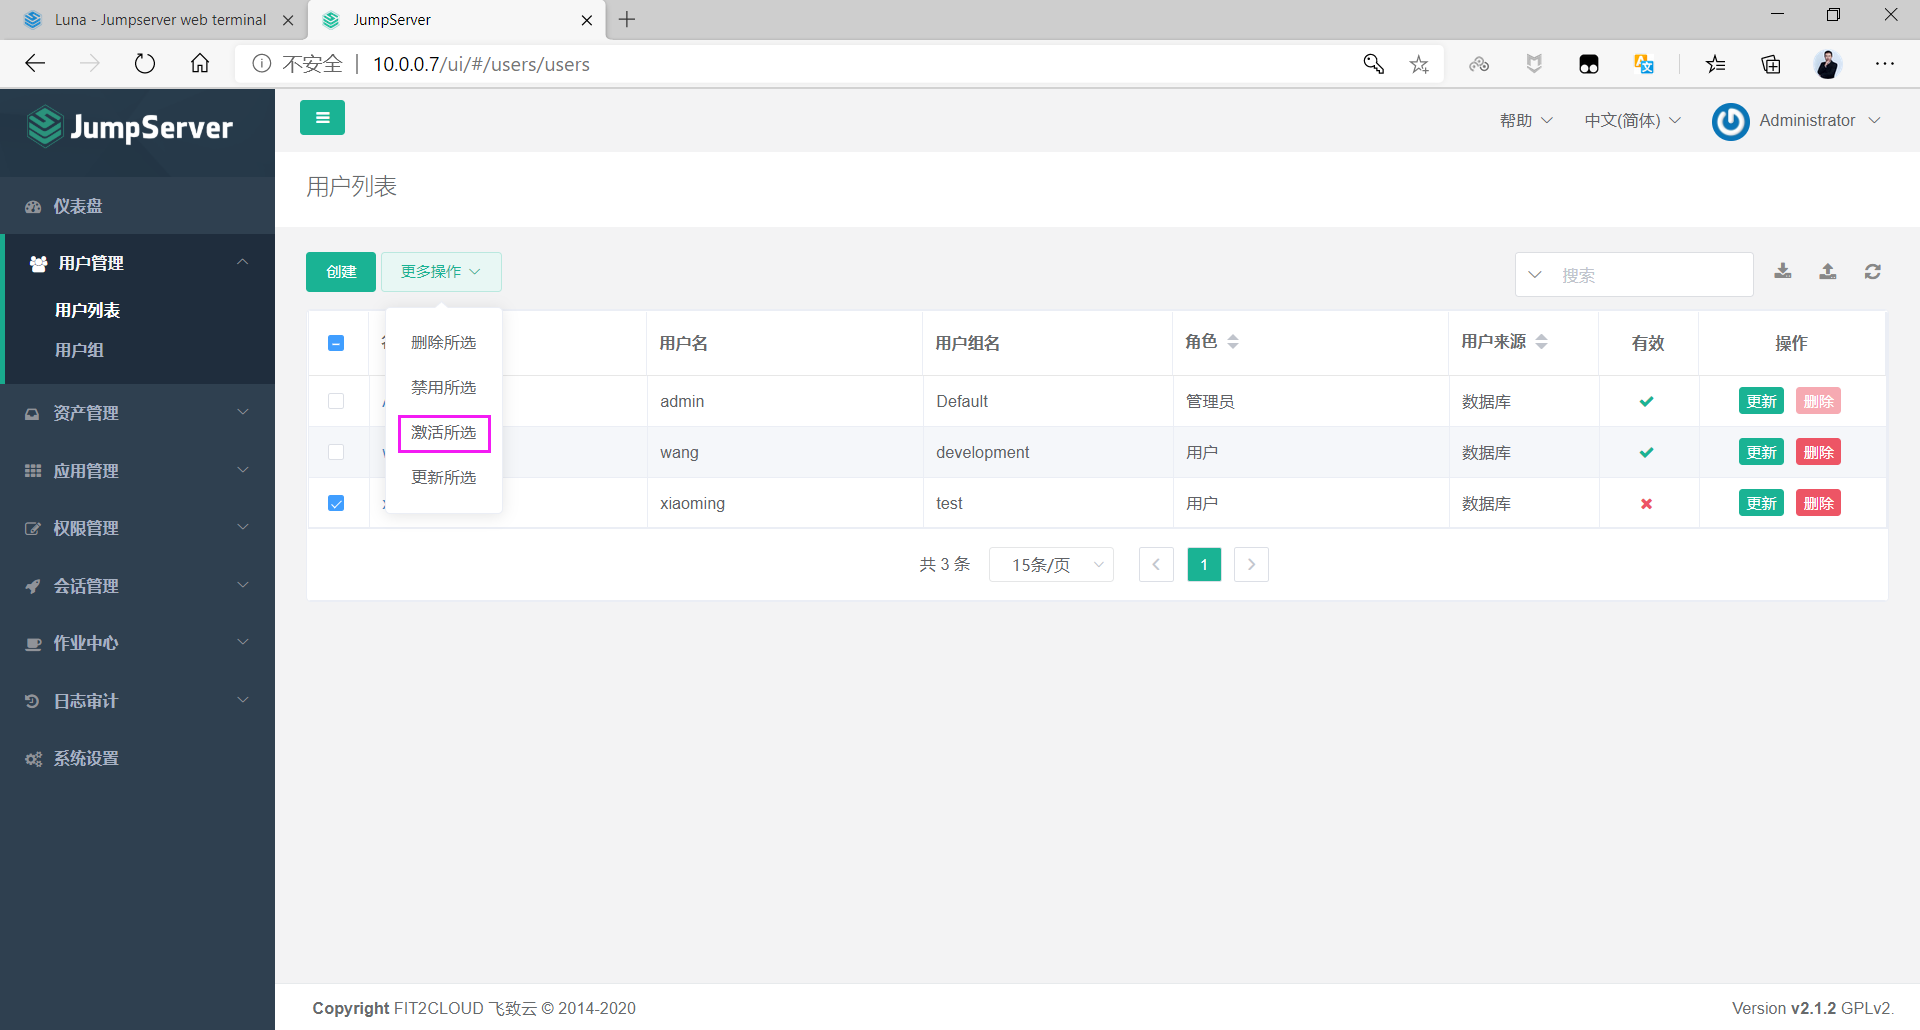 Luna - Jumpserver web terminal
JumpServer
不安全
10.0.0.7/ui/#/users/users
JumpServer
帮助
中文(简体)
Administrator
仪表盘
用户管理
用户列表
用户组
资产管理
应用管理
权限管理
会话管理
作业中心
日志审计
系统设置
用户列表
创建
更多操作
搜索
删除所选
禁用所选
激活所选
更新所选
用户名 用户组名 角色 用户来源 有效 操作
admin Default 管理员 数据库 更新 删除
wang development 用户 数据库 更新 删除
xiaoming test 用户 数据库 更新 删除
共 3 条 15条/页 1
Copyright FIT2CLOUD 飞致云 © 2014-2020
Version v2.1.2 GPLv2.